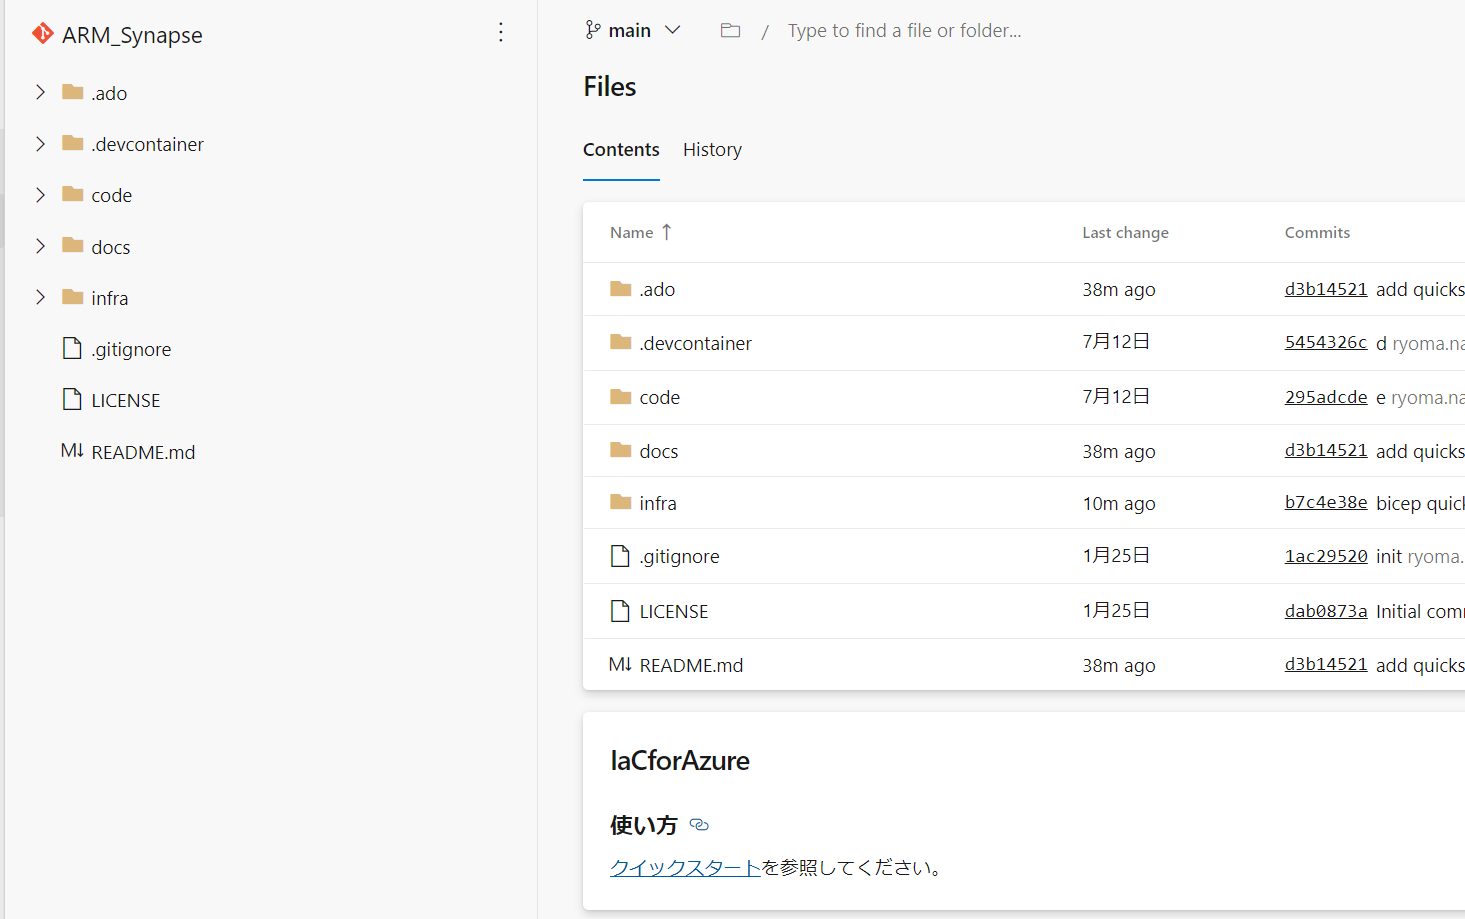 ARM_Synapse
.ado
.devcontainer
code
docs
infra
.gitignore
LICENSE
README.md
main
/ Type to find a file or folder...
Files
Contents History
Name ↑ Last change Commits
.ado 38m ago d3b14521 add quicks
.devcontainer 7月12日 5454326c d ryoma.na
code 7月12日 295adcde e ryoma.na
docs 38m ago d3b14521 add quicks
infra 10m ago b7c4e38e bicep quick
.gitignore 1月25日 1ac29520 init ryoma.
LICENSE 1月25日 dab0873a Initial com
README.md 38m ago d3b14521 add quicks
IaCforAzure
使い方
クイックスタートを参照してください。